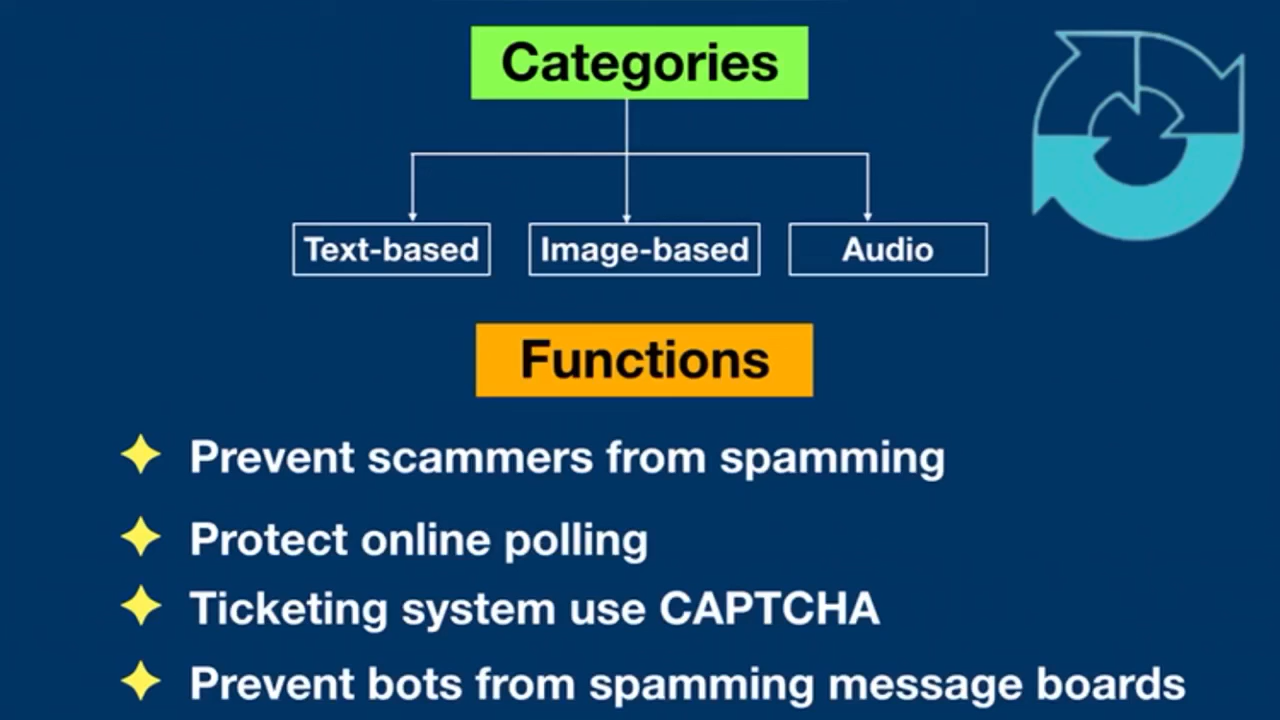 Categories
Text-based
Image-based
Audio
Functions
Prevent scammers from spamming
Protect online polling
Ticketing system use CAPTCHA
Prevent bots from spamming message boards